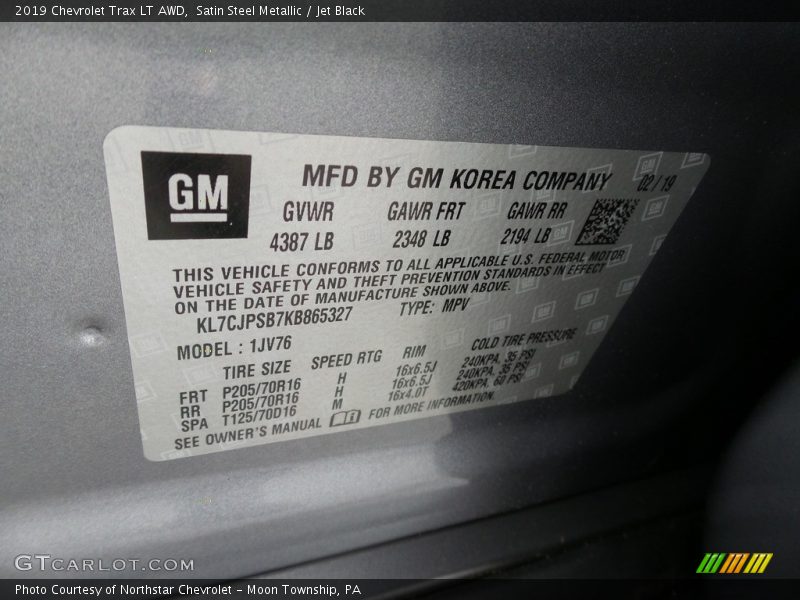 2019 Chevrolet Trax LT AWD,  Satin Steel Metallic / Jet Black
GM
MFD BY GM KOREA COMPANY 02/19
GVWR GAWR FRT GAWR RR
4387 LB 2348 LB 2194 LB
THIS VEHICLE CONFORMS TO ALL APPLICABLE U.S. FEDERAL MOTOR
VEHICLE SAFETY AND THEFT PREVENTION STANDARDS IN EFFECT
ON THE DATE OF MANUFACTURE SHOWN ABOVE.
KL7CJPSB7KB865327 TYPE: MPV
MODEL : 1JV76
TIRE SIZE SPEED RTG RIM COLD TIRE PRESSURE
FRT P205/70R16 H 16x6.5J 240KPA, 35 PSI
RR P205/70R16 H 16x6.5J 240KPA, 35 PSI
SPA T125/70D16 M 16x4.0T 420KPA, 60 PSI
SEE OWNER'S MANUAL FOR MORE INFORMATION.
GTCARLOT.COM
Photo Courtesy of Northstar Chevrolet - Moon Township, PA